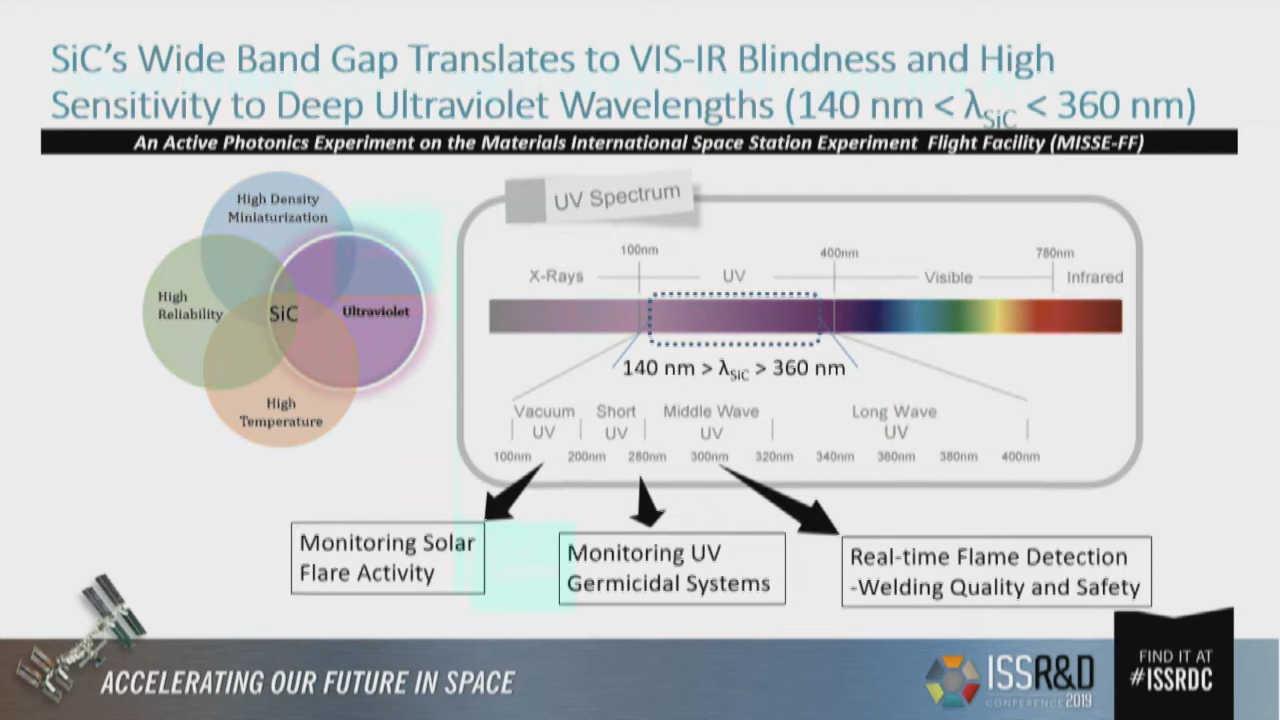 SiC's Wide Band Gap Translates to VIS-IR Blindness and High
Sensitivity to Deep Ultraviolet Wavelengths (140 nm < λSiC < 360 nm)
An Active Photonics Experiment on the Materials International Space Station Experiment Flight Facility (MISSE-FF)
High Density
Miniaturization
High
Reliability
SiC
Ultraviolet
High
Temperature
UV Spectrum
100nm 400nm 780nm
X-Rays UV Visible Infrared
140 nm > λSiC > 360 nm
Vacuum Short Middle Wave Long Wave
UV UV UV UV
100nm 200nm 280nm 300nm 320nm 340nm 360nm 380nm 400nm
Monitoring Solar
Flare Activity
Monitoring UV
Germicidal Systems
Real-time Flame Detection
-Welding Quality and Safety
ACCELERATING OUR FUTURE IN SPACE
ISSR&D
CONFERENCE 2019
FIND IT AT
#ISSRDC